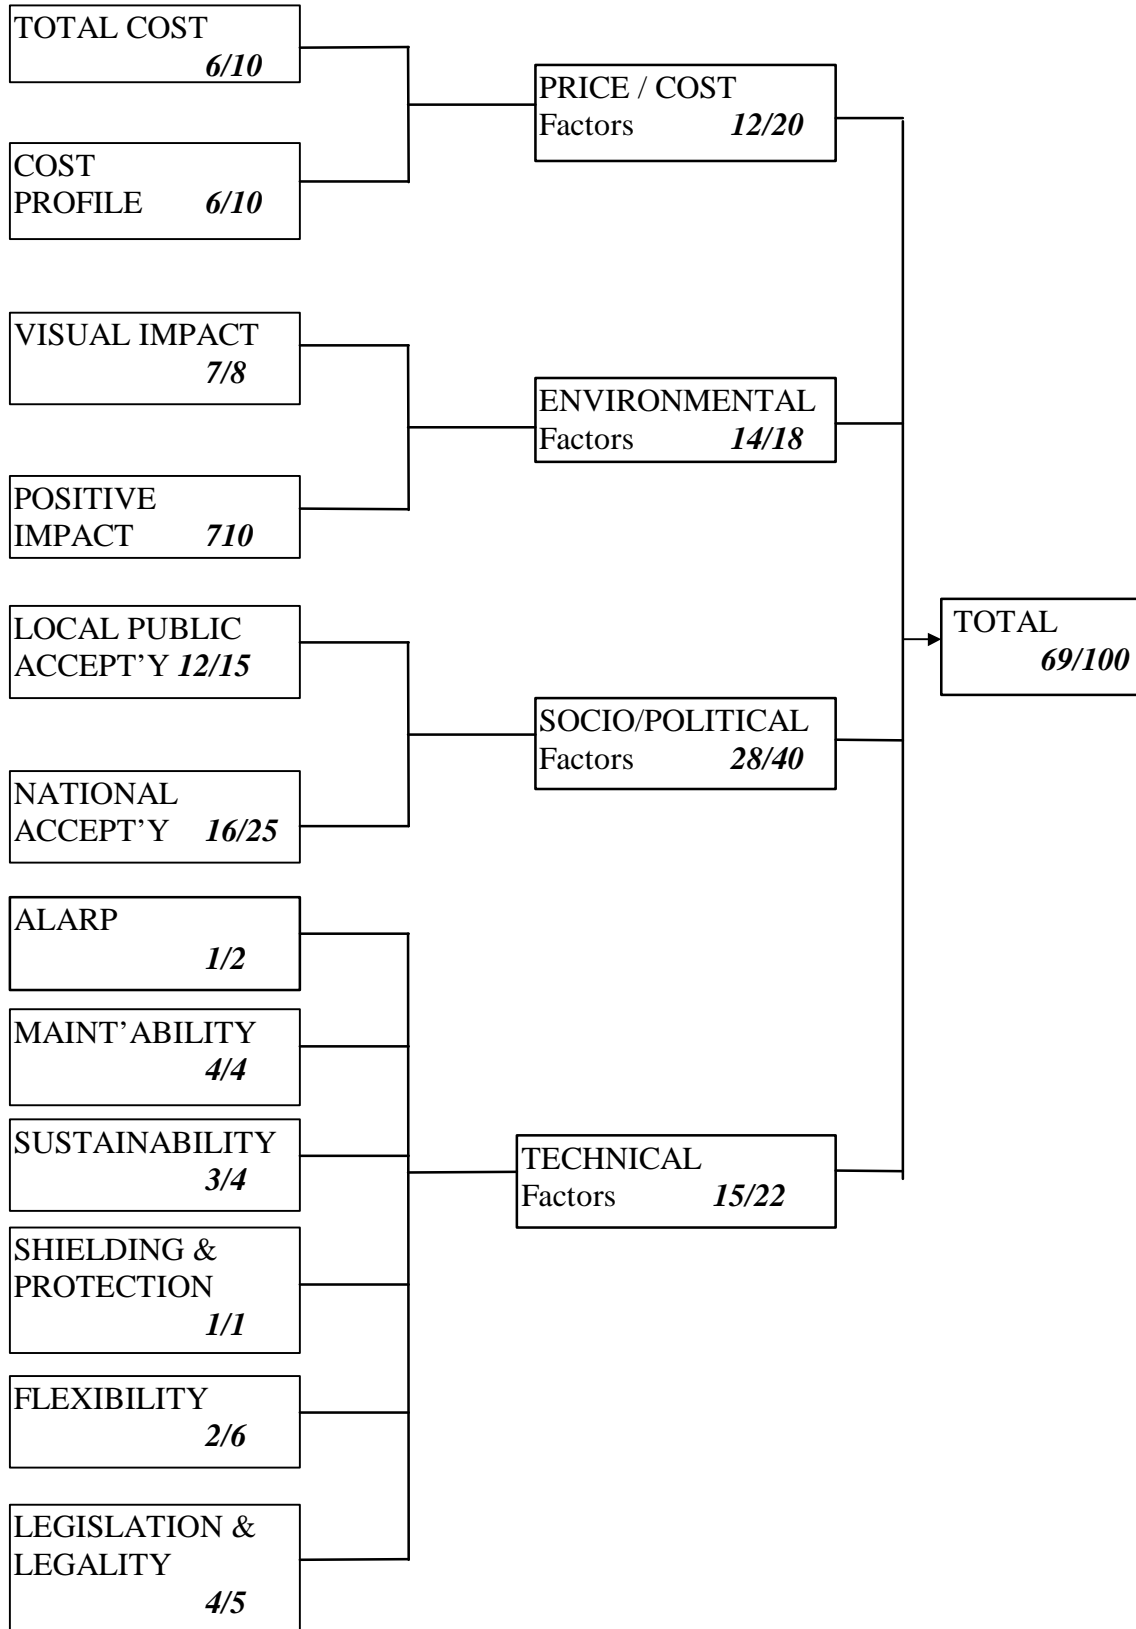 TOTAL COST
6/10
COST
PROFILE 6/10
PRICE / COST
Factors 12/20
VISUAL IMPACT
7/8
POSITIVE
IMPACT 710
ENVIRONMENTAL
Factors 14/18
LOCAL PUBLIC
ACCEPT’Y 12/15
NATIONAL
ACCEPT’Y 16/25
SOCIO/POLITICAL
Factors 28/40
ALARP
1/2
MAINT’ABILITY
4/4
SUSTAINABILITY
3/4
SHIELDING &
PROTECTION
1/1
FLEXIBILITY
2/6
LEGISLATION &
LEGALITY
4/5
TECHNICAL
Factors 15/22
TOTAL
69/100